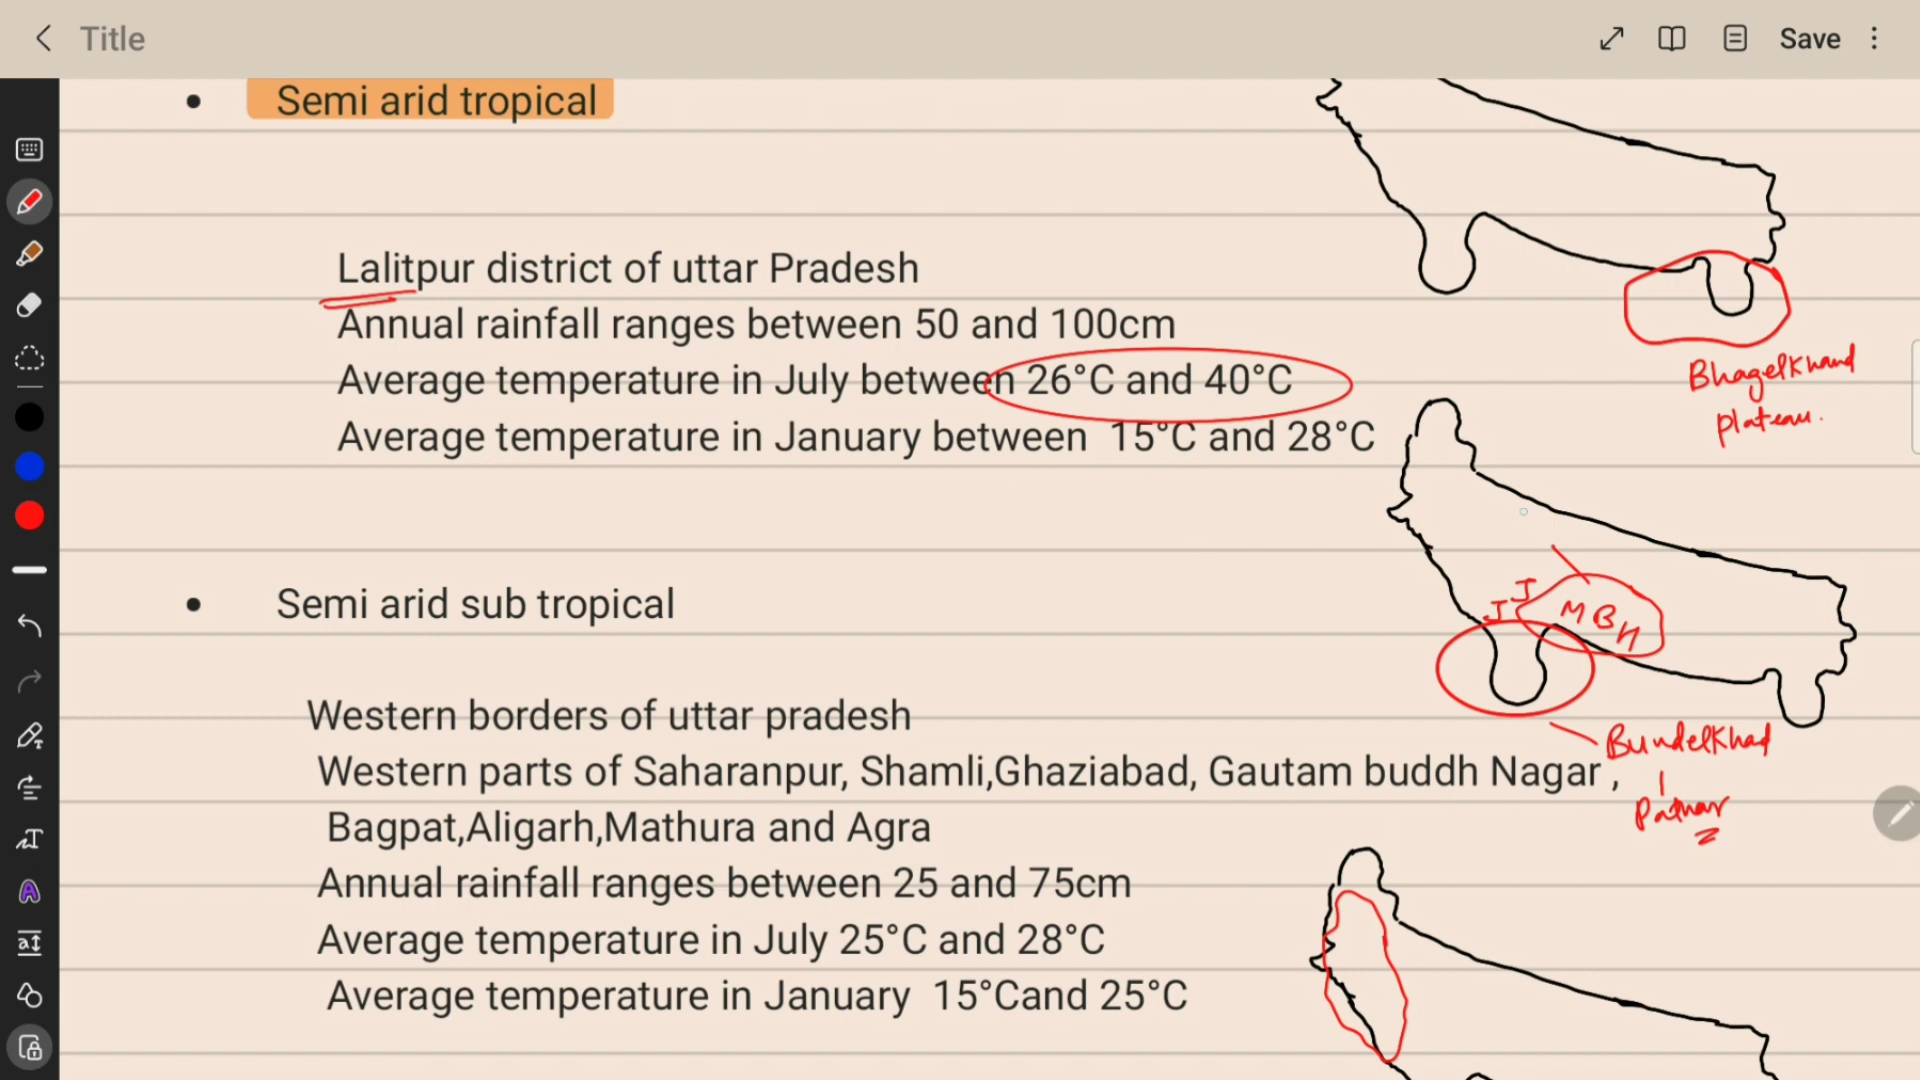 Title
Save
Semi arid tropical
Lalitpur district of uttar Pradesh
Annual rainfall ranges between 50 and 100cm
Average temperature in July between 26°C and 40°C
Average temperature in January between 15°C and 28°C
Bhagelkhand
plateau.
J J M B H
Semi arid sub tropical
Bundelkhad
Western borders of uttar pradesh
Western parts of Saharanpur, Shamli,Ghaziabad, Gautam buddh Nagar ,
Bagpat,Aligarh,Mathura and Agra
Annual rainfall ranges between 25 and 75cm
Average temperature in July 25°C and 28°C
Average temperature in January 15°Cand 25°C